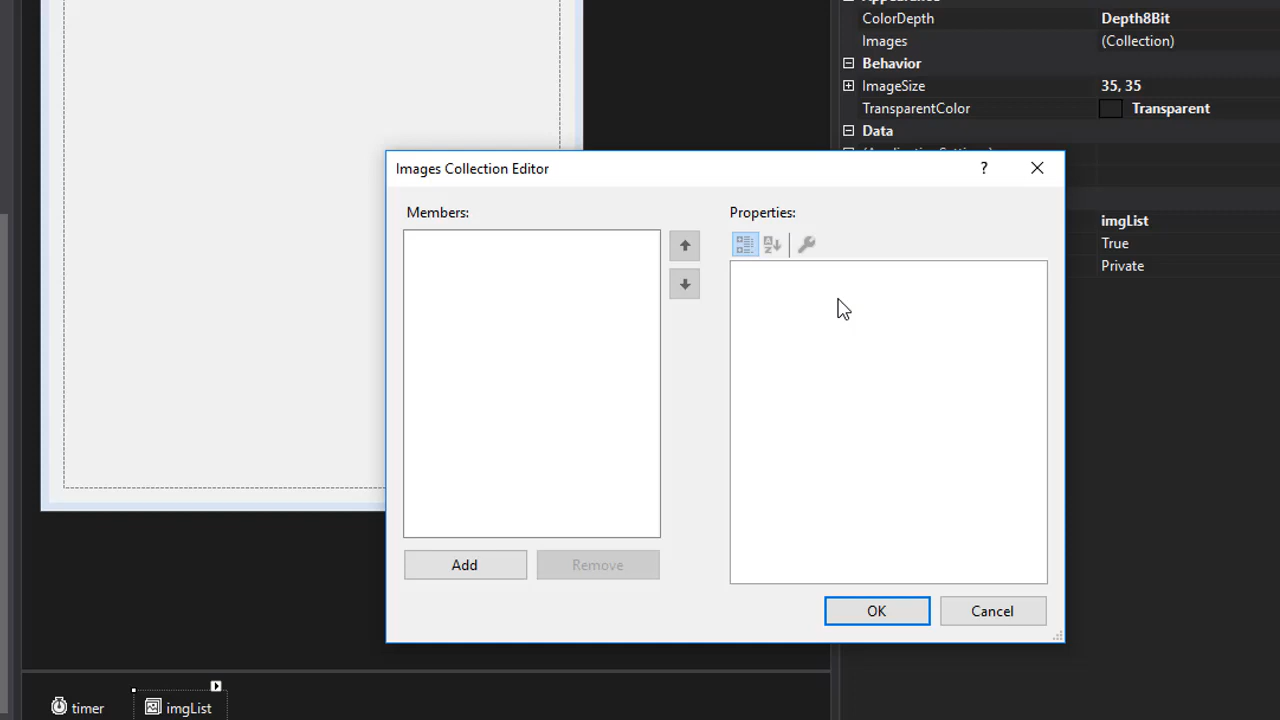 ColorDepth Depth8Bit
Images (Collection)
Behavior
ImageSize 35, 35
TransparentColor Transparent
Data
Images Collection Editor ?
imgList
True
Private
Members:
Properties:
Add
Remove
OK
Cancel
timer
imgList